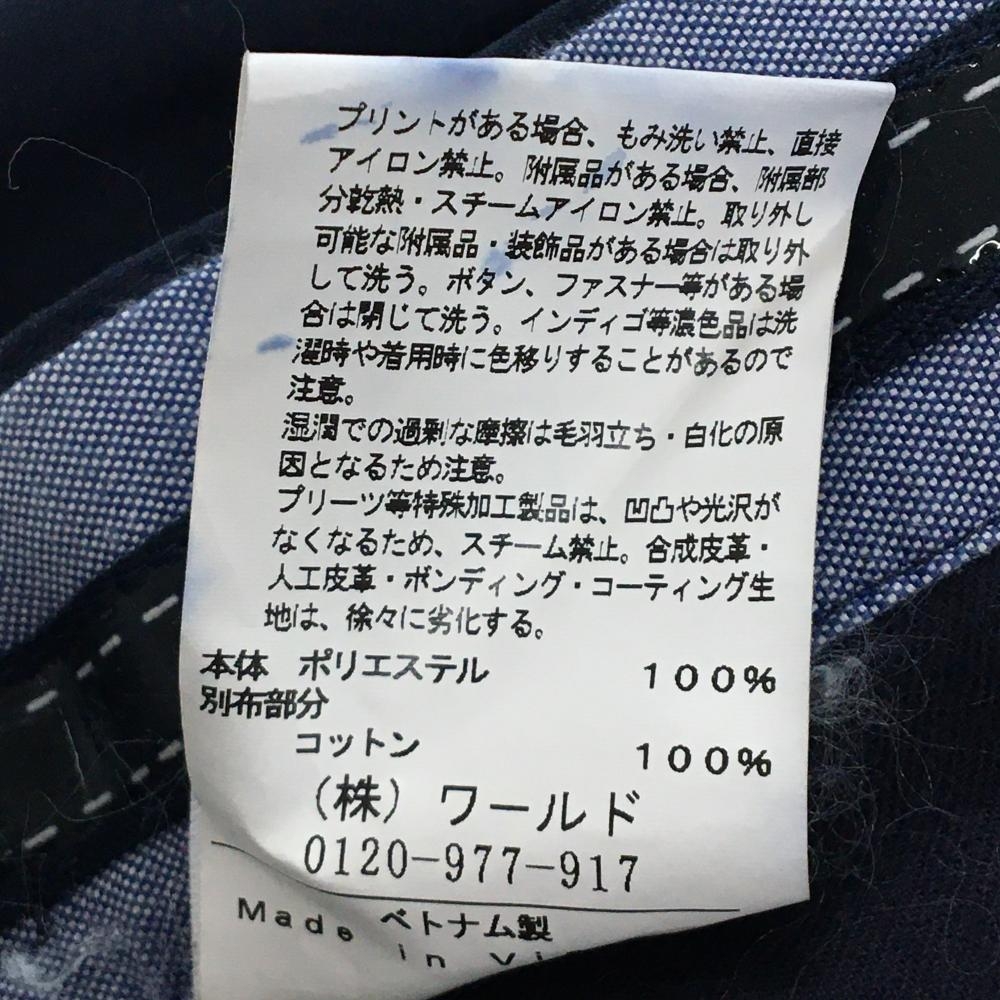 プリントがある場合、もみ洗い禁止、直接
アイロン禁止。附属品がある場合、附属部
分乾熱・スチームアイロン禁止。取り外し
可能な附属品・装飾品がある場合は取り外
して洗う。ボタン、ファスナー等がある場
合は閉じて洗う。インディゴ等濃色品は洗
濯時や着用時に色移りすることがあるので
注意。
湿潤での過剰な摩擦は毛羽立ち・白化の原
因となるため注意。
プリーツ等特殊加工製品は、凹凸や光沢が
なくなるため、スチーム禁止。合成皮革・
人工皮革・ボンディング・コーティング生
地は、徐々に劣化する。
本体 ポリエステル 100%
別布部分
コットン 100%
(株) ワールド
0120-977-917
ベトナム製
Made in